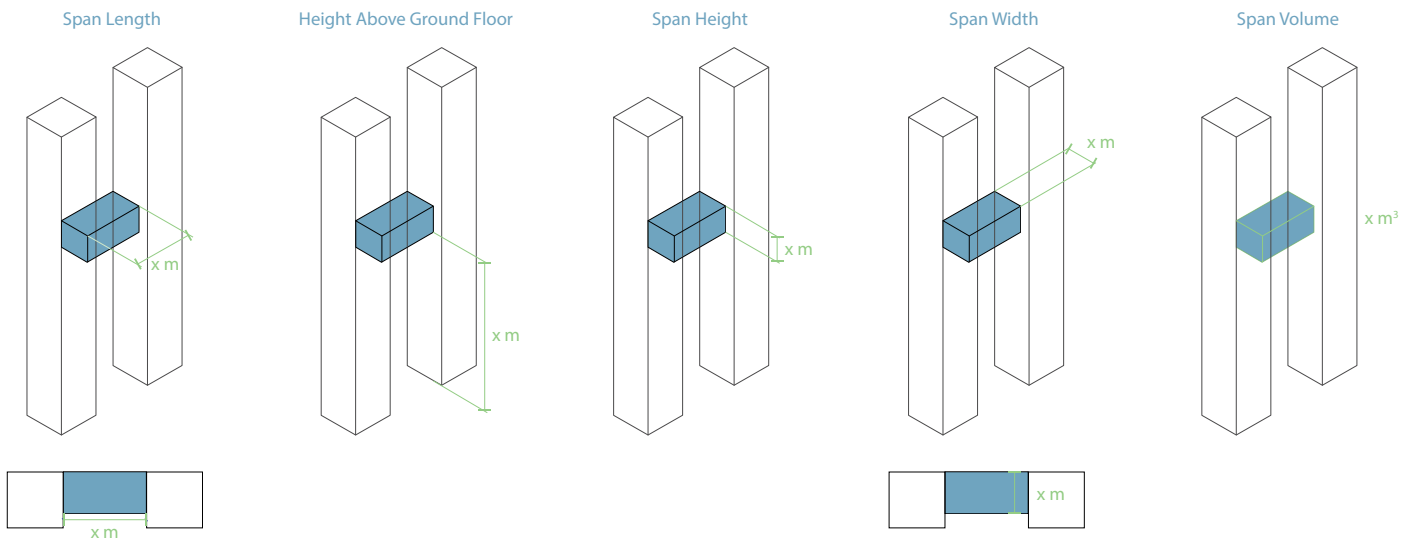 Span Length
Height Above Ground Floor
Span Height
Span Width
Span Volume
x m
x m
x m
x m
x m³
x m
x m